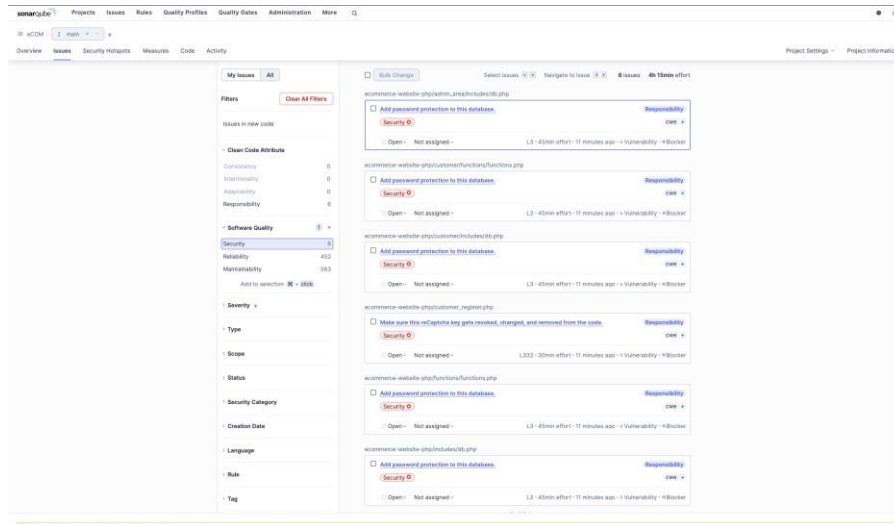 sonarqube Projects Issues Rules Quality Profiles Quality Gates Administration More
eCOM main
Overview Issues Security Hotspots Measures Code Activity Project Settings Project Informatio
My Issues All
Bulk Change Select issues Navigate to issue 6 issues 4h 15min effort
Filters Clear All Filters
Issues in new code
Clean Code Attribute
Consistency 0
Intentionality 0
Adaptability 0
Responsibility 6
Software Quality 1
Security 6
Reliability 452
Maintainability 563
Add to selection ⌘ + click
Severity
Type
Scope
Status
Security Category
Creation Date
Language
Rule
Tag
ecommerce-website-php/admin_area/includes/db.php
Add password protection to this database. Responsibility
Security cwe +
Open Not assigned L3 • 45min effort • 11 minutes ago • Vulnerability • Blocker
ecommerce-website-php/customer/functions/functions.php
Add password protection to this database. Responsibility
Security cwe +
Open Not assigned L3 • 45min effort • 11 minutes ago • Vulnerability • Blocker
ecommerce-website-php/customer/includes/db.php
Add password protection to this database. Responsibility
Security cwe +
Open Not assigned L3 • 45min effort • 11 minutes ago • Vulnerability • Blocker
ecommerce-website-php/customer_register.php
Make sure this reCaptcha key gets revoked, changed, and removed from the code. Responsibility
Security cwe +
Open Not assigned L332 • 30min effort • 11 minutes ago • Vulnerability • Blocker
ecommerce-website-php/functions/functions.php
Add password protection to this database. Responsibility
Security cwe +
Open Not assigned L3 • 45min effort • 11 minutes ago • Vulnerability • Blocker
ecommerce-website-php/includes/db.php
Add password protection to this database. Responsibility
Security cwe +
Open Not assigned L3 • 45min effort • 11 minutes ago • Vulnerability • Blocker